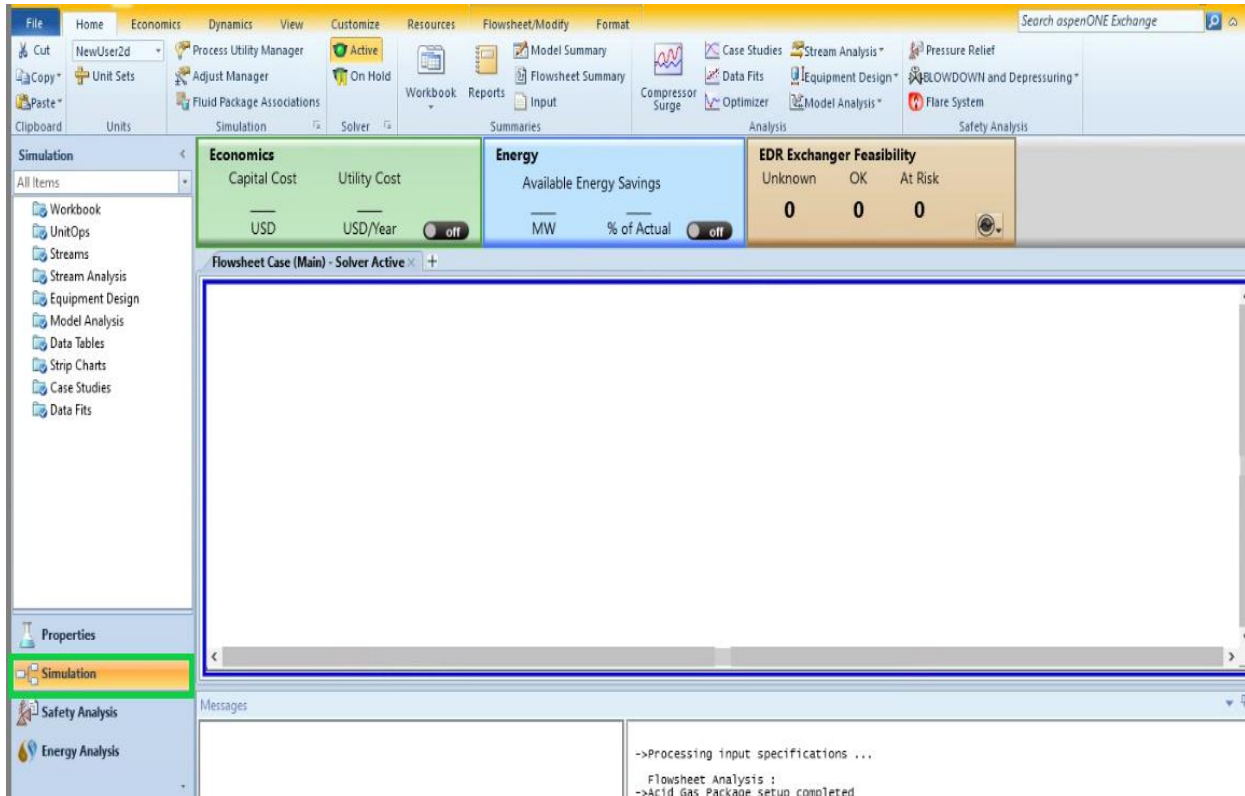 File Home Economics Dynamics View Customize Resources Flowsheet/Modify Format Search aspenONE Exchange
Cut NewUser2d Process Utility Manager Active Model Summary Case Studies Stream Analysis Pressure Relief
Copy Unit Sets Adjust Manager On Hold Flowsheet Summary Data Fits Equipment Design BLOWDOWN and Depressuring
Paste Fluid Package Associations Workbook Reports Input Compressor Surge Optimizer Model Analysis Flare System
Clipboard Units Simulation Solver Summaries Analysis Safety Analysis
Simulation
All Items
Workbook
UnitOps
Streams
Stream Analysis
Equipment Design
Model Analysis
Data Tables
Strip Charts
Case Studies
Data Fits
Properties
Simulation
Safety Analysis
Energy Analysis
Economics
Capital Cost Utility Cost
USD USD/Year off
Energy
Available Energy Savings
MW % of Actual off
EDR Exchanger Feasibility
Unknown OK At Risk
0 0 0
Flowsheet Case (Main) - Solver Active
Messages
->Processing input specifications ...
Flowsheet Analysis :
->Acid Gas Package setup completed